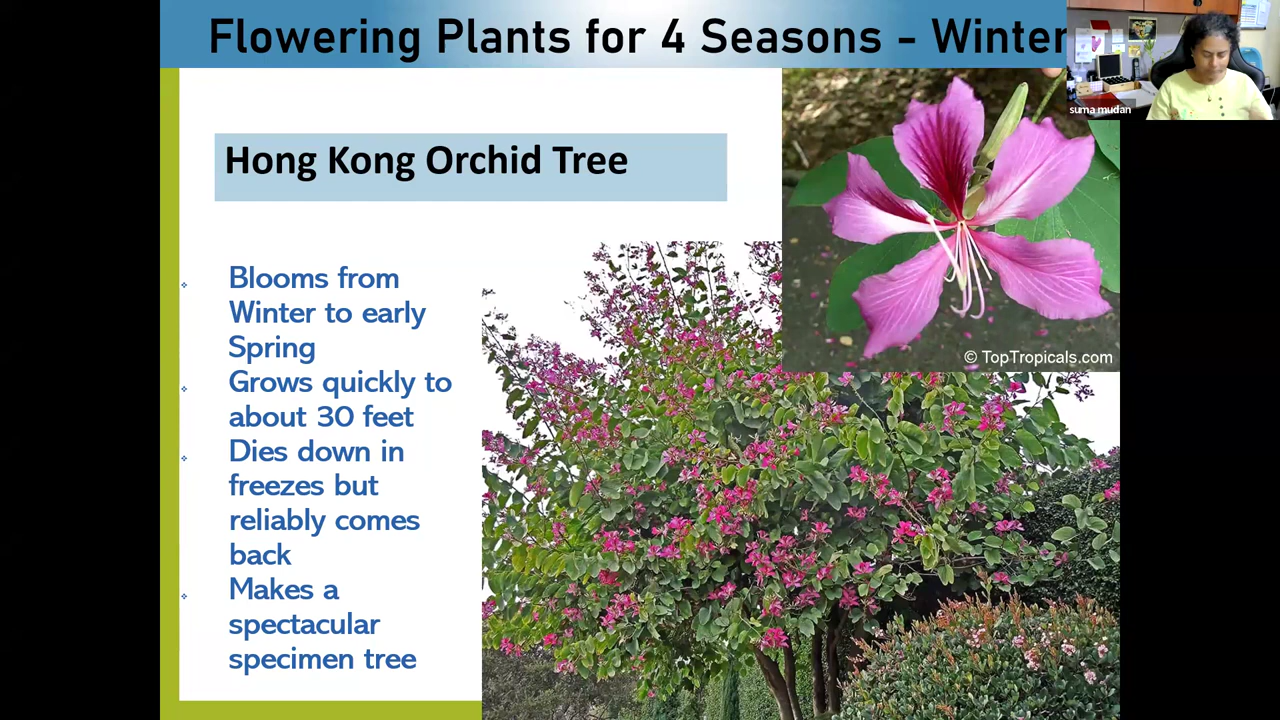 Flowering Plants for 4 Seasons - Winter
suma mudan
Hong Kong Orchid Tree
Blooms from
Winter to early
Spring
Grows quickly to
about 30 feet
Dies down in
freezes but
reliably comes
back
Makes a
spectacular
specimen tree
© TopTropicals.com